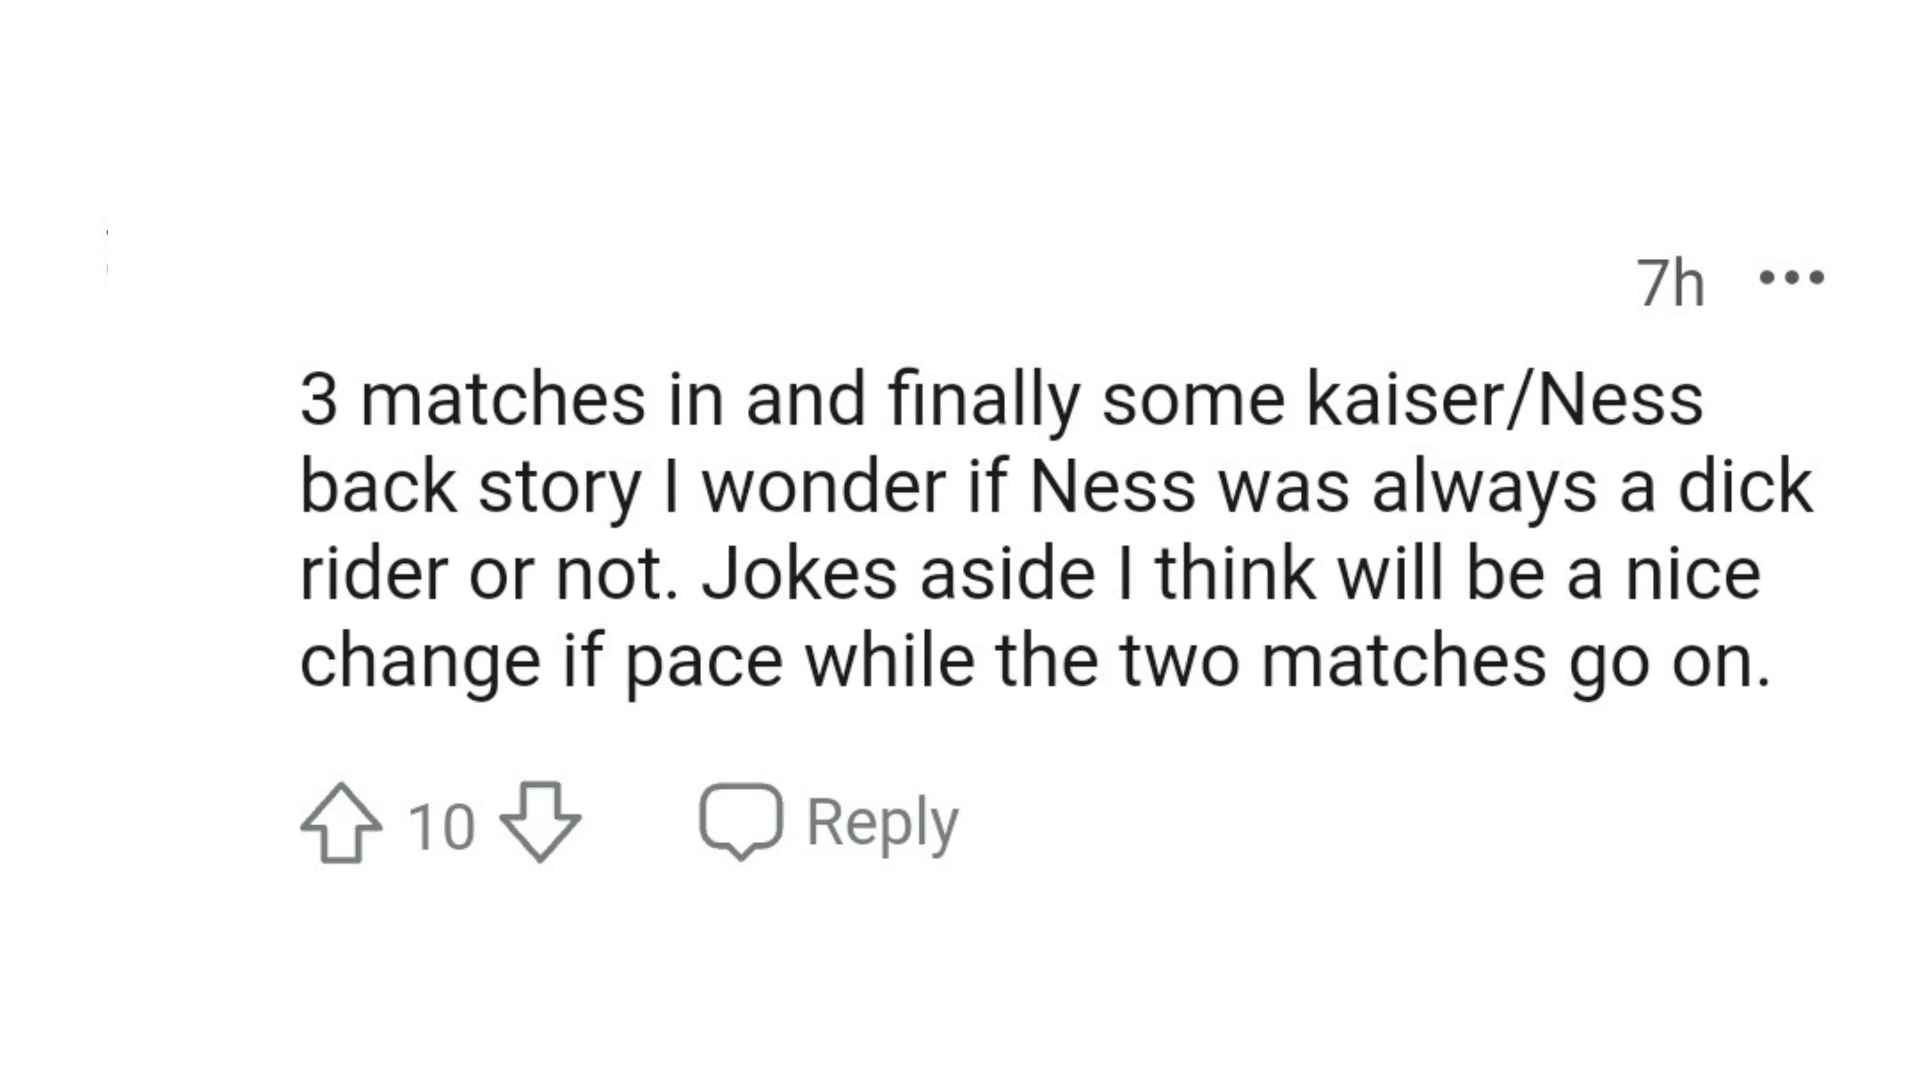 7h
3 matches in and finally some kaiser/Ness
back story I wonder if Ness was always a dick
rider or not. Jokes aside I think will be a nice
change if pace while the two matches go on.
10 Reply